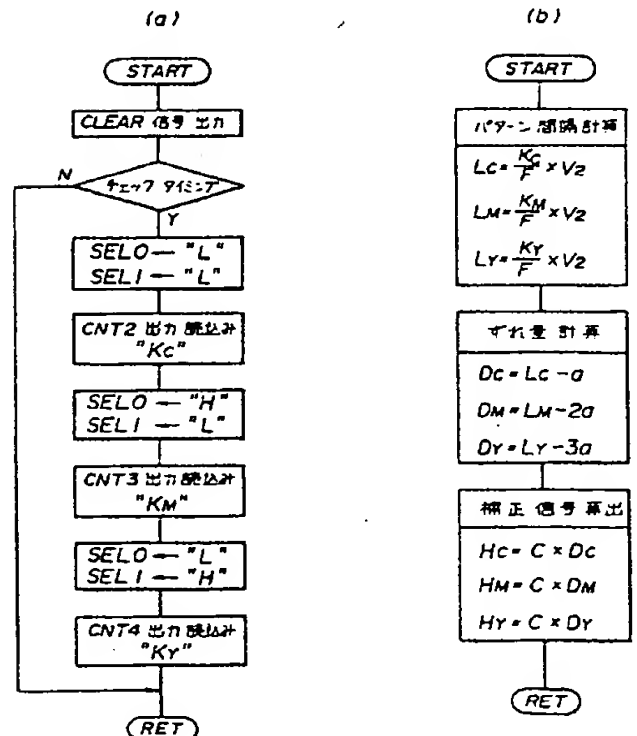 (a)
START
CLEAR 信号 出力
チェック タイミング
N
Y
SEL0 ← "L"
SEL1 ← "L"
CNT2 出力 読込み
"KC"
SEL0 ← "H"
SEL1 ← "L"
CNT3 出力 読込み
"KM"
SEL0 ← "L"
SEL1 ← "H"
CNT4 出力 読込み
"KY"
RET
(b)
START
パターン 間隔 計算
LC = KC/F × V2
LM = KM/F × V2
LY = KY/F × V2
ずれ 量 計 算
DC = LC - a
DM = LM - 2a
DY = LY - 3a
補 正 信 号 算 出
HC = C × DC
HM = C × DM
HY = C × DY
RET